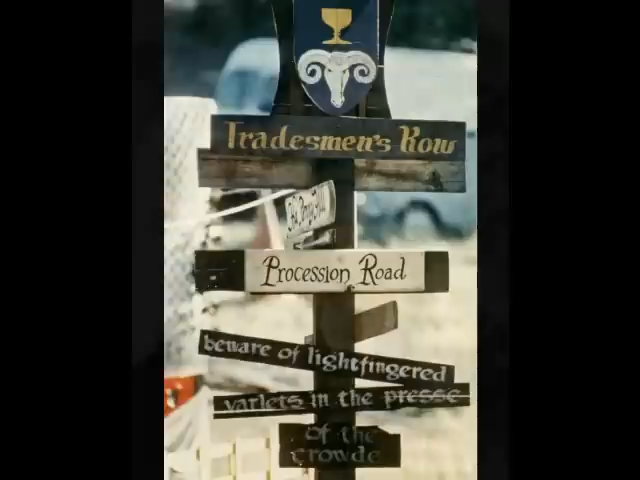 Tradesmen's Row
Procession Road
beware of lightfingered
varlets in the presse
of the
crowde